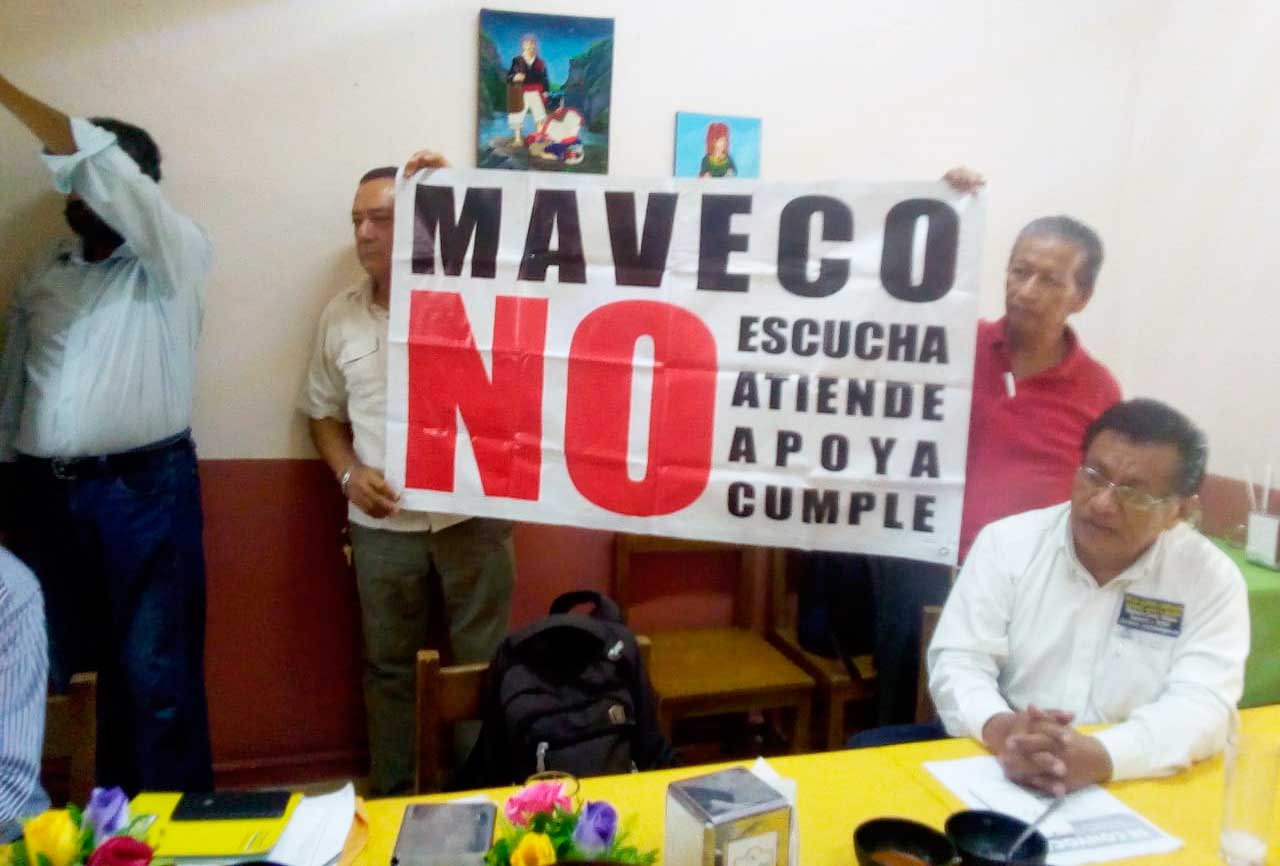 MAVECO
NO
ESCUCHA
ATIENDE
APOYA
CUMPLE